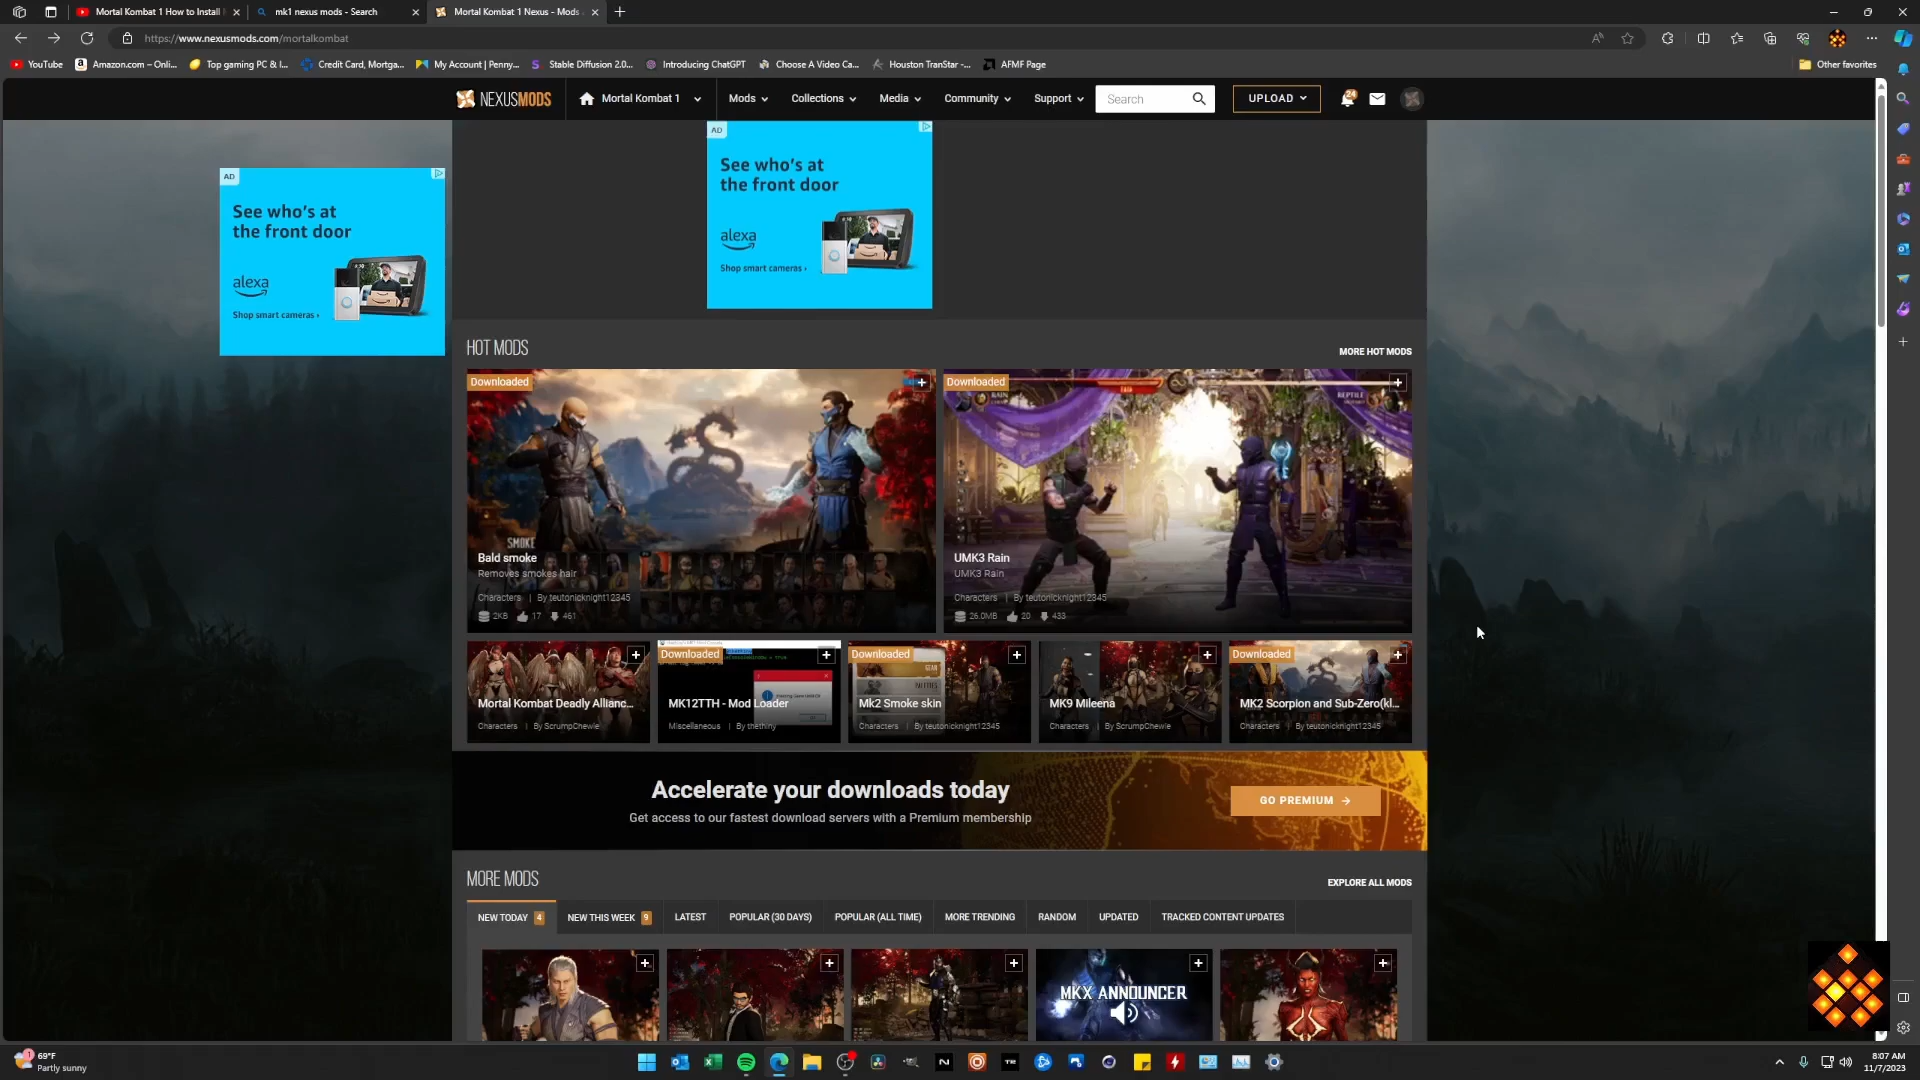 Mortal Kombat 1 How to Install
mk1 nexus mods - Search
Mortal Kombat 1 Nexus - Mods
https://www.nexusmods.com/mortalkombat
YouTube
Amazon.com – Onli...
Top gaming PC & l...
Credit Card, Mortga...
My Account | Penny...
Stable Diffusion 2.0...
Introducing ChatGPT
Choose A Video Ca...
Houston TranStar -...
AFMF Page
Other favorites
NEXUSMODS
Mortal Kombat 1
Mods
Collections
Media
Community
Support
Search
UPLOAD
24
AD
See who's at
the front door
alexa
Shop smart cameras ›
AD
See who's at
the front door
alexa
Shop smart cameras ›
HOT MODS
MORE HOT MODS
Downloaded
SMOKE
Bald smoke
Removes smokes hair
Characters | By teutonicknight12345
2KB 17 461
Downloaded
RAIN
REPTILE
UMK3 Rain
UMK3 Rain
Characters | By teutonicknight12345
26.0MB 20 433
Mortal Kombat Deadly Allianc...
Characters | By ScrumpChewie
Downloaded
MK12TTH - Mod Loader
Miscellaneous | By thethiny
Downloaded
GEAR
PALETTES
Mk2 Smoke skin
Characters | By teutonicknight12345
MK9 Mileena
Characters | By ScrumpChewie
Downloaded
MK2 Scorpion and Sub-Zero(kl...
Characters | By teutonicknight12345
Accelerate your downloads today
Get access to our fastest download servers with a Premium membership
GO PREMIUM →
MORE MODS
EXPLORE ALL MODS
NEW TODAY 4
NEW THIS WEEK 9
LATEST
POPULAR (30 DAYS)
POPULAR (ALL TIME)
MORE TRENDING
RANDOM
UPDATED
TRACKED CONTENT UPDATES
MKX ANNOUNCER
69°F
Partly sunny
8:07 AM
11/7/2023